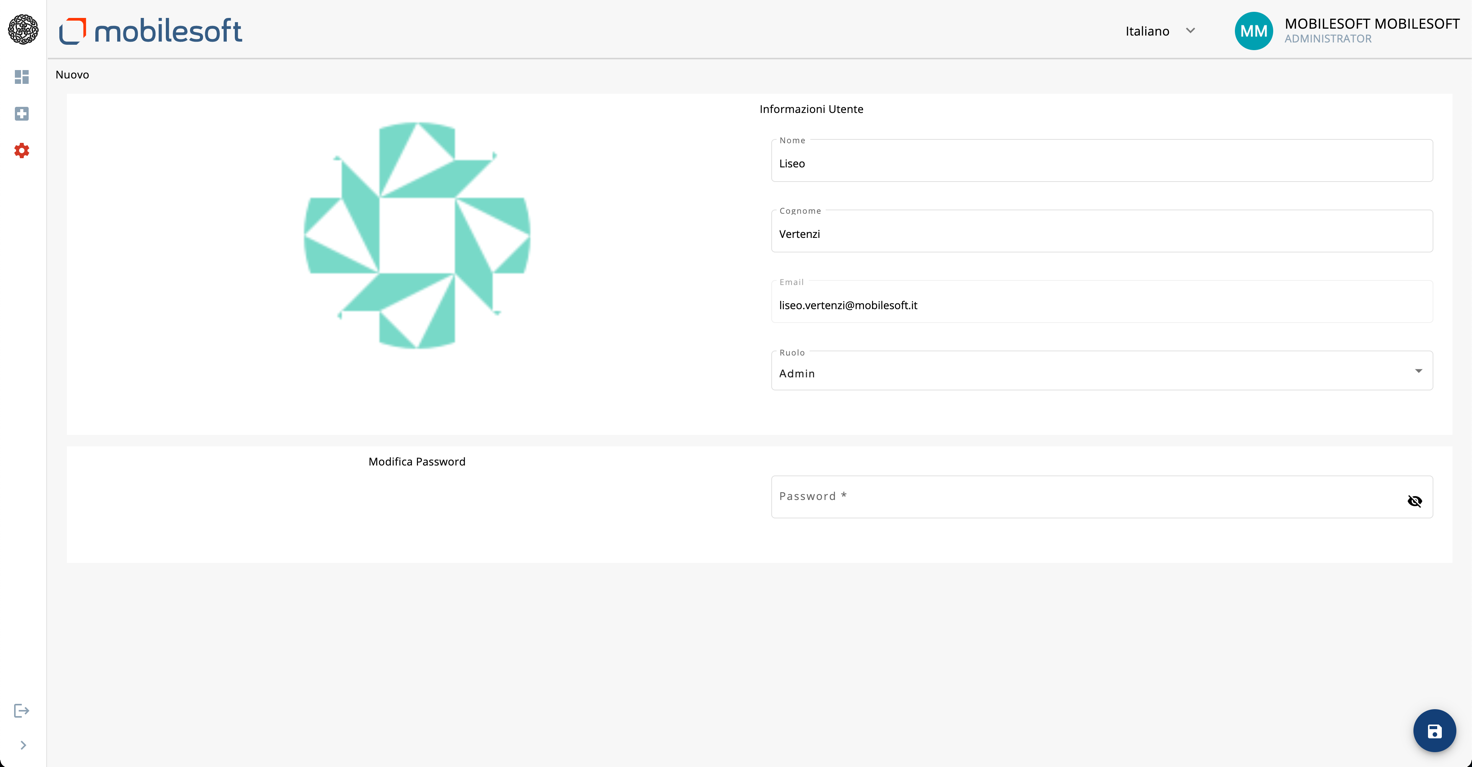 mobilesoft
Italiano
MM
MOBILESOFT MOBILESOFT
ADMINISTRATOR
Nuovo
Informazioni Utente
Nome
Liseo
Cognome
Vertenzi
Email
liseo.vertenzi@mobilesoft.it
Ruolo
Admin
Modifica Password
Password *